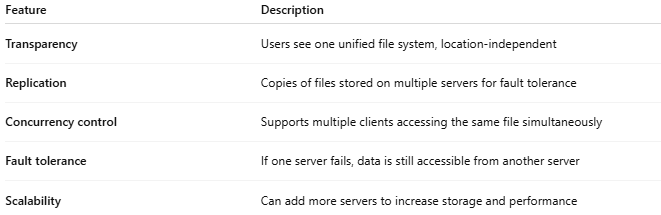 Feature Description
Transparency Users see one unified file system, location-independent
Replication Copies of files stored on multiple servers for fault tolerance
Concurrency control Supports multiple clients accessing the same file simultaneously
Fault tolerance If one server fails, data is still accessible from another server
Scalability Can add more servers to increase storage and performance